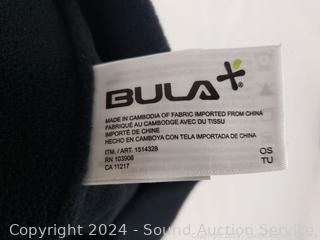 BULA+
MADE IN CAMBODIA OF FABRIC IMPORTED FROM CHINA
FABRIQUÉ AU CAMBODGE AVEC DU TISSU
IMPORTÉ DE CHINE
HECHO EN CAMBOYA CON TELA IMPORTADA DE CHINA
ITM. / ART. 1514328
RN 103906
CA 11217
OS
TU
Copyright 2024 - Sound Auction Service -